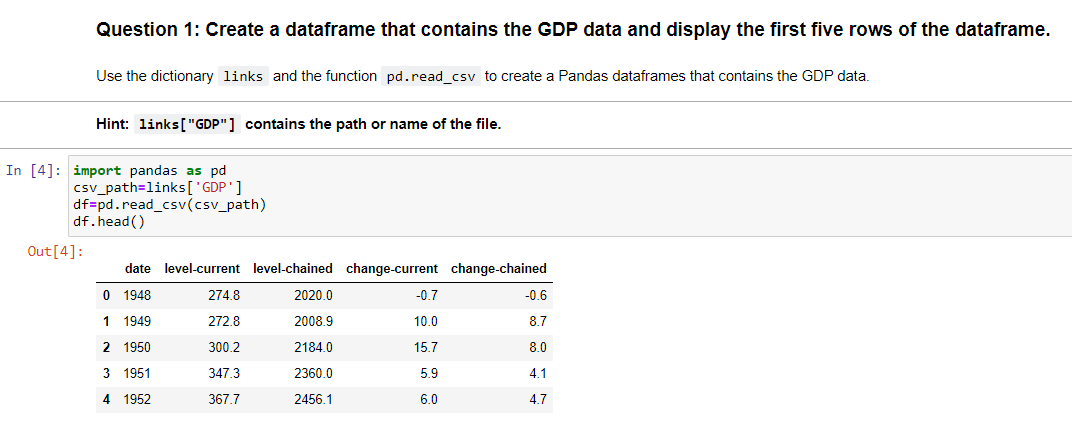 Question 1: Create a dataframe that contains the GDP data and display the first five rows of the dataframe.
Use the dictionary links and the function pd.read_csv to create a Pandas dataframes that contains the GDP data.
Hint: links["GDP"] contains the path or name of the file.
In [4]: import pandas as pd
csv_path=links['GDP']
df=pd.read_csv(csv_path)
df.head()
Out[4]:
date level-current level-chained change-current change-chained
0 1948 274.8 2020.0 -0.7 -0.6
1 1949 272.8 2008.9 10.0 8.7
2 1950 300.2 2184.0 15.7 8.0
3 1951 347.3 2360.0 5.9 4.1
4 1952 367.7 2456.1 6.0 4.7